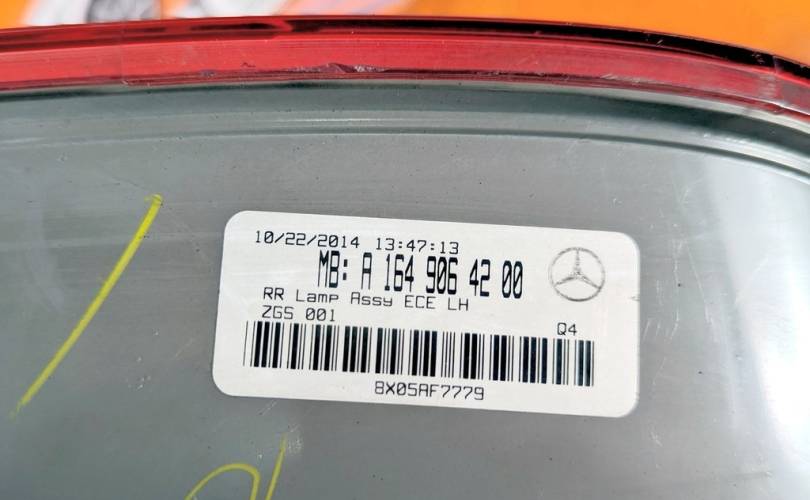 10/22/2014 13:47:13
MB: A 164 906 42 00
RR Lamp Assy ECE LH
ZGS 001
Q4
8X05AF7779